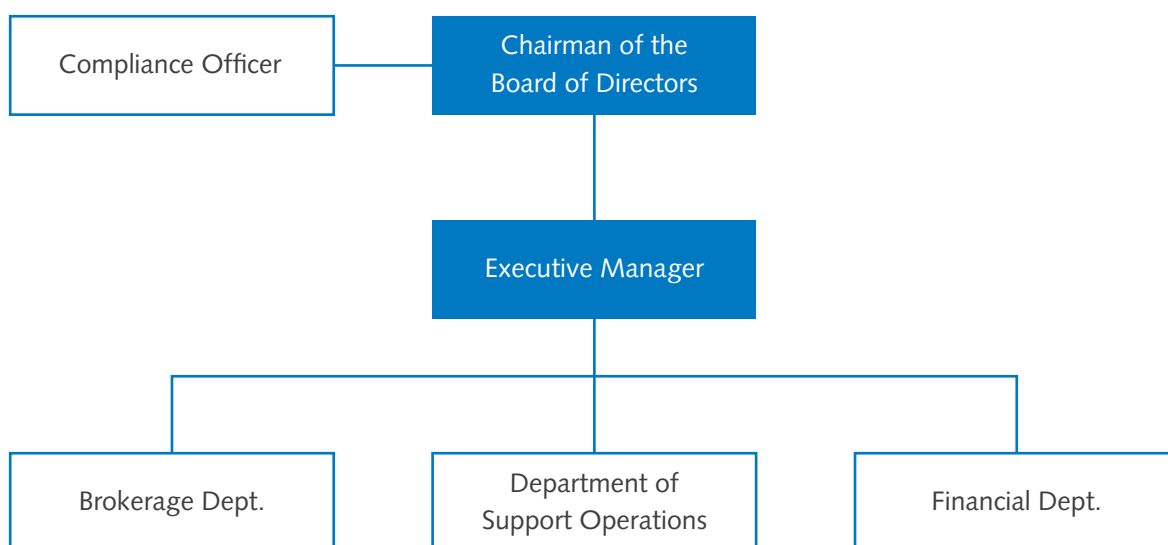 Compliance Officer
Chairman of the
Board of Directors
Executive Manager
Brokerage Dept.
Department of
Support Operations
Financial Dept.